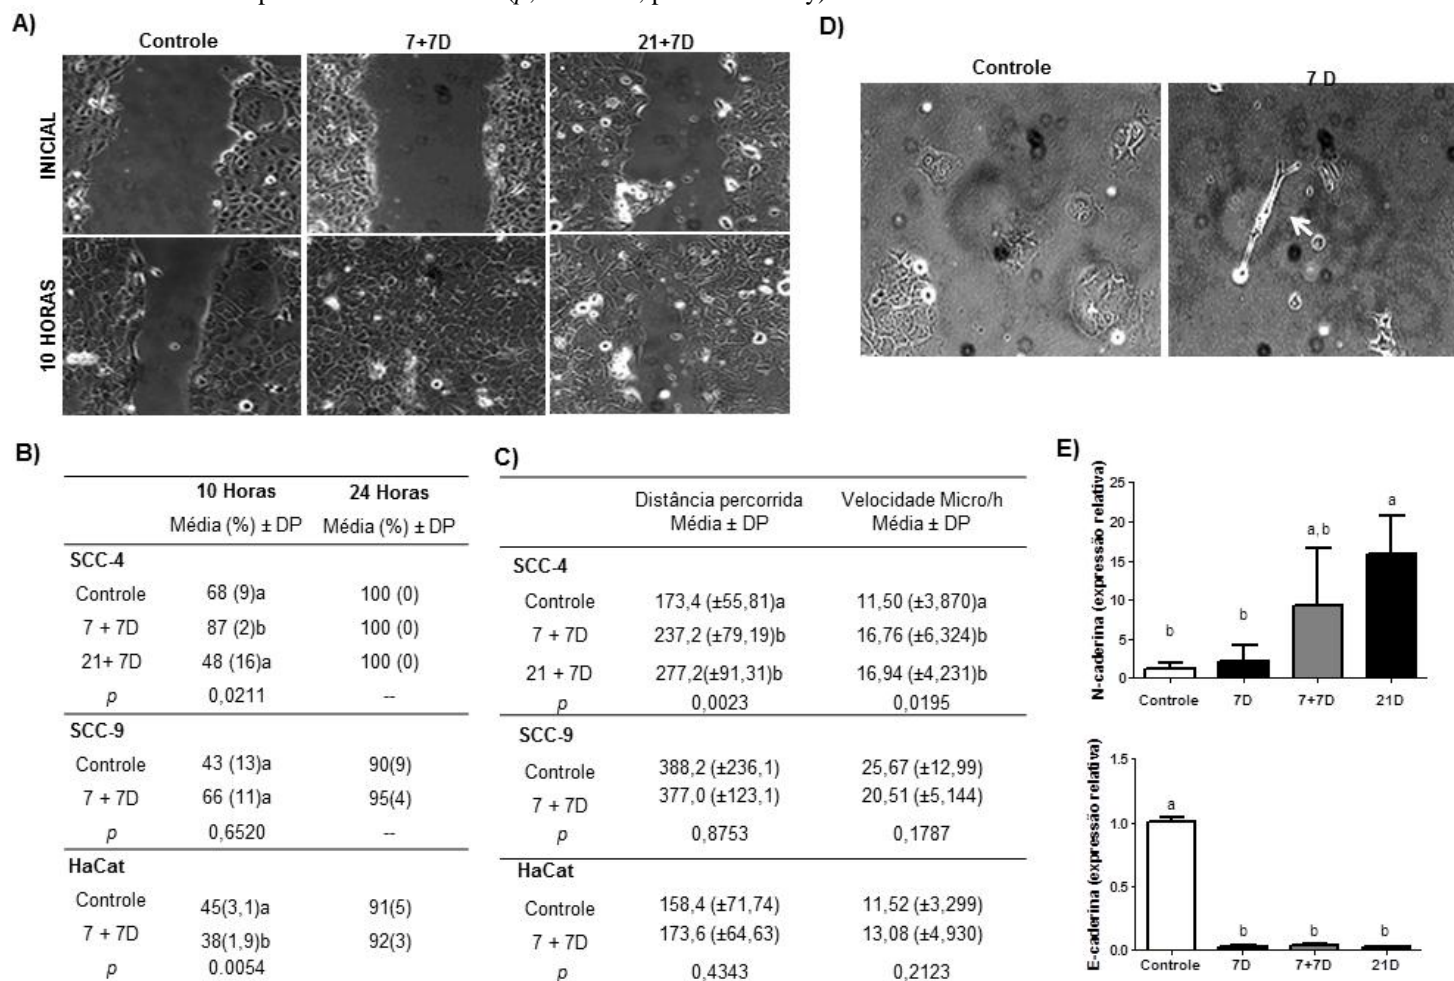 A)
Controle 7+7D 21+7D
INICIAL
10 HORAS
D)
Controle 7 D
B)
10 Horas 24 Horas
Média (%) ± DP Média (%) ± DP
SCC-4
Controle 68 (9)a 100 (0)
7 + 7D 87 (2)b 100 (0)
21+ 7D 48 (16)a 100 (0)
p 0,0211 --
SCC-9
Controle 43 (13)a 90(9)
7 + 7D 66 (11)a 95(4)
p 0,6520 --
HaCat
Controle 45(3,1)a 91(5)
7 + 7D 38(1,9)b 92(3)
p 0.0054
C)
Distância percorrida Velocidade Micro/h
Média ± DP Média ± DP
SCC-4
Controle 173,4 (±55,81)a 11,50 (±3,870)a
7 + 7D 237,2 (±79,19)b 16,76 (±6,324)b
21 + 7D 277,2(±91,31)b 16,94 (±4,231)b
p 0,0023 0,0195
SCC-9
Controle 388,2 (±236,1) 25,67 (±12,99)
7 + 7D 377,0 (±123,1) 20,51 (±5,144)
p 0,8753 0,1787
HaCat
Controle 158,4 (±71,74) 11,52 (±3,299)
7 + 7D 173,6 (±64,63) 13,08 (±4,930)
p 0,4343 0,2123
E)
N-caderina (expressão relativa)
25
20
15
10
5
0
b b a,b a
Controle 7D 7+7D 21D
E-caderina (expressão relativa)
1.5
1.0
0.5
0.0
a b b b
Controle 7D 7+7D 21D